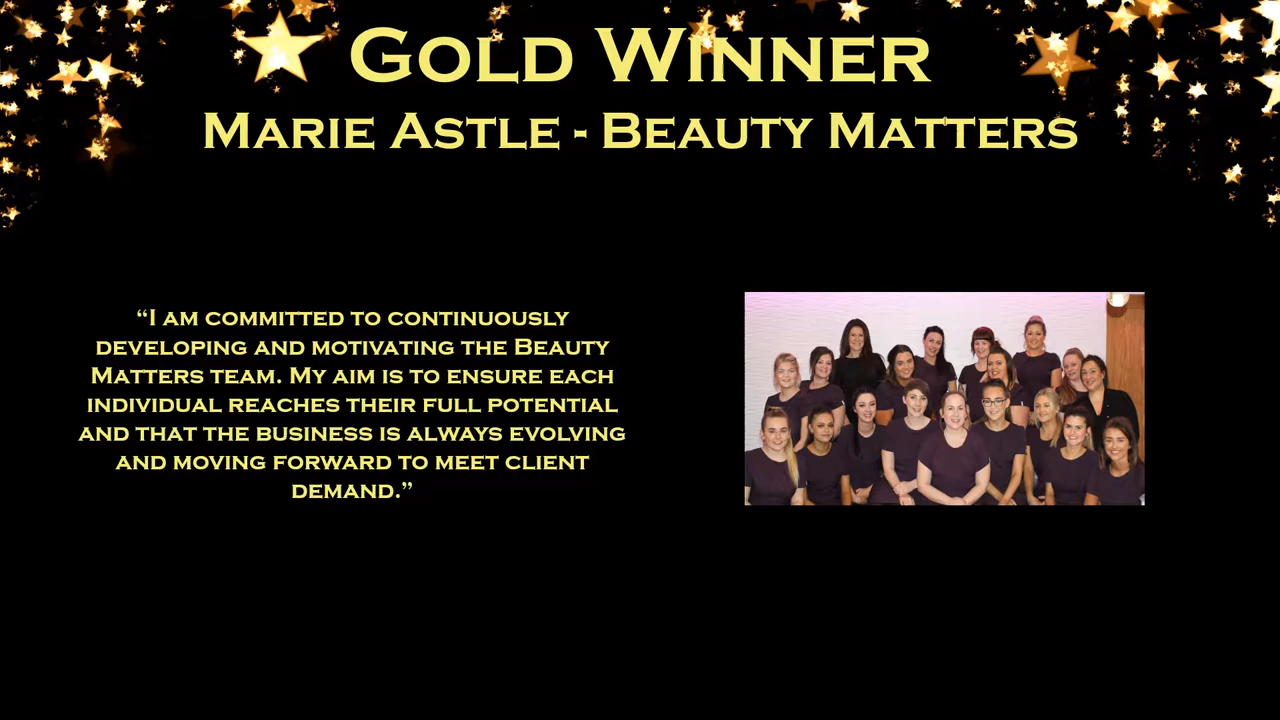 Gold Winner
Marie Astle - Beauty Matters
“I am committed to continuously
developing and motivating the Beauty
Matters team. My aim is to ensure each
individual reaches their full potential
and that the business is always evolving
and moving forward to meet client
demand.”